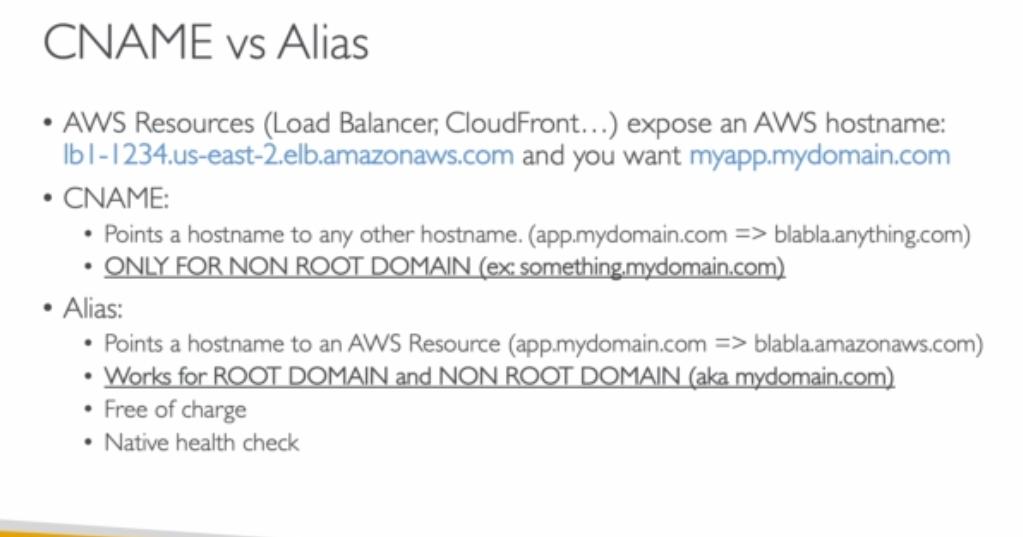 CNAME vs Alias
• AWS Resources (Load Balancer, CloudFront…) expose an AWS hostname:
lb1-1234.us-east-2.elb.amazonaws.com and you want myapp.mydomain.com
• CNAME:
• Points a hostname to any other hostname. (app.mydomain.com => blabla.anything.com)
• ONLY FOR NON ROOT DOMAIN (ex: something.mydomain.com)
• Alias:
• Points a hostname to an AWS Resource (app.mydomain.com => blabla.amazonaws.com)
• Works for ROOT DOMAIN and NON ROOT DOMAIN (aka mydomain.com)
• Free of charge
• Native health check